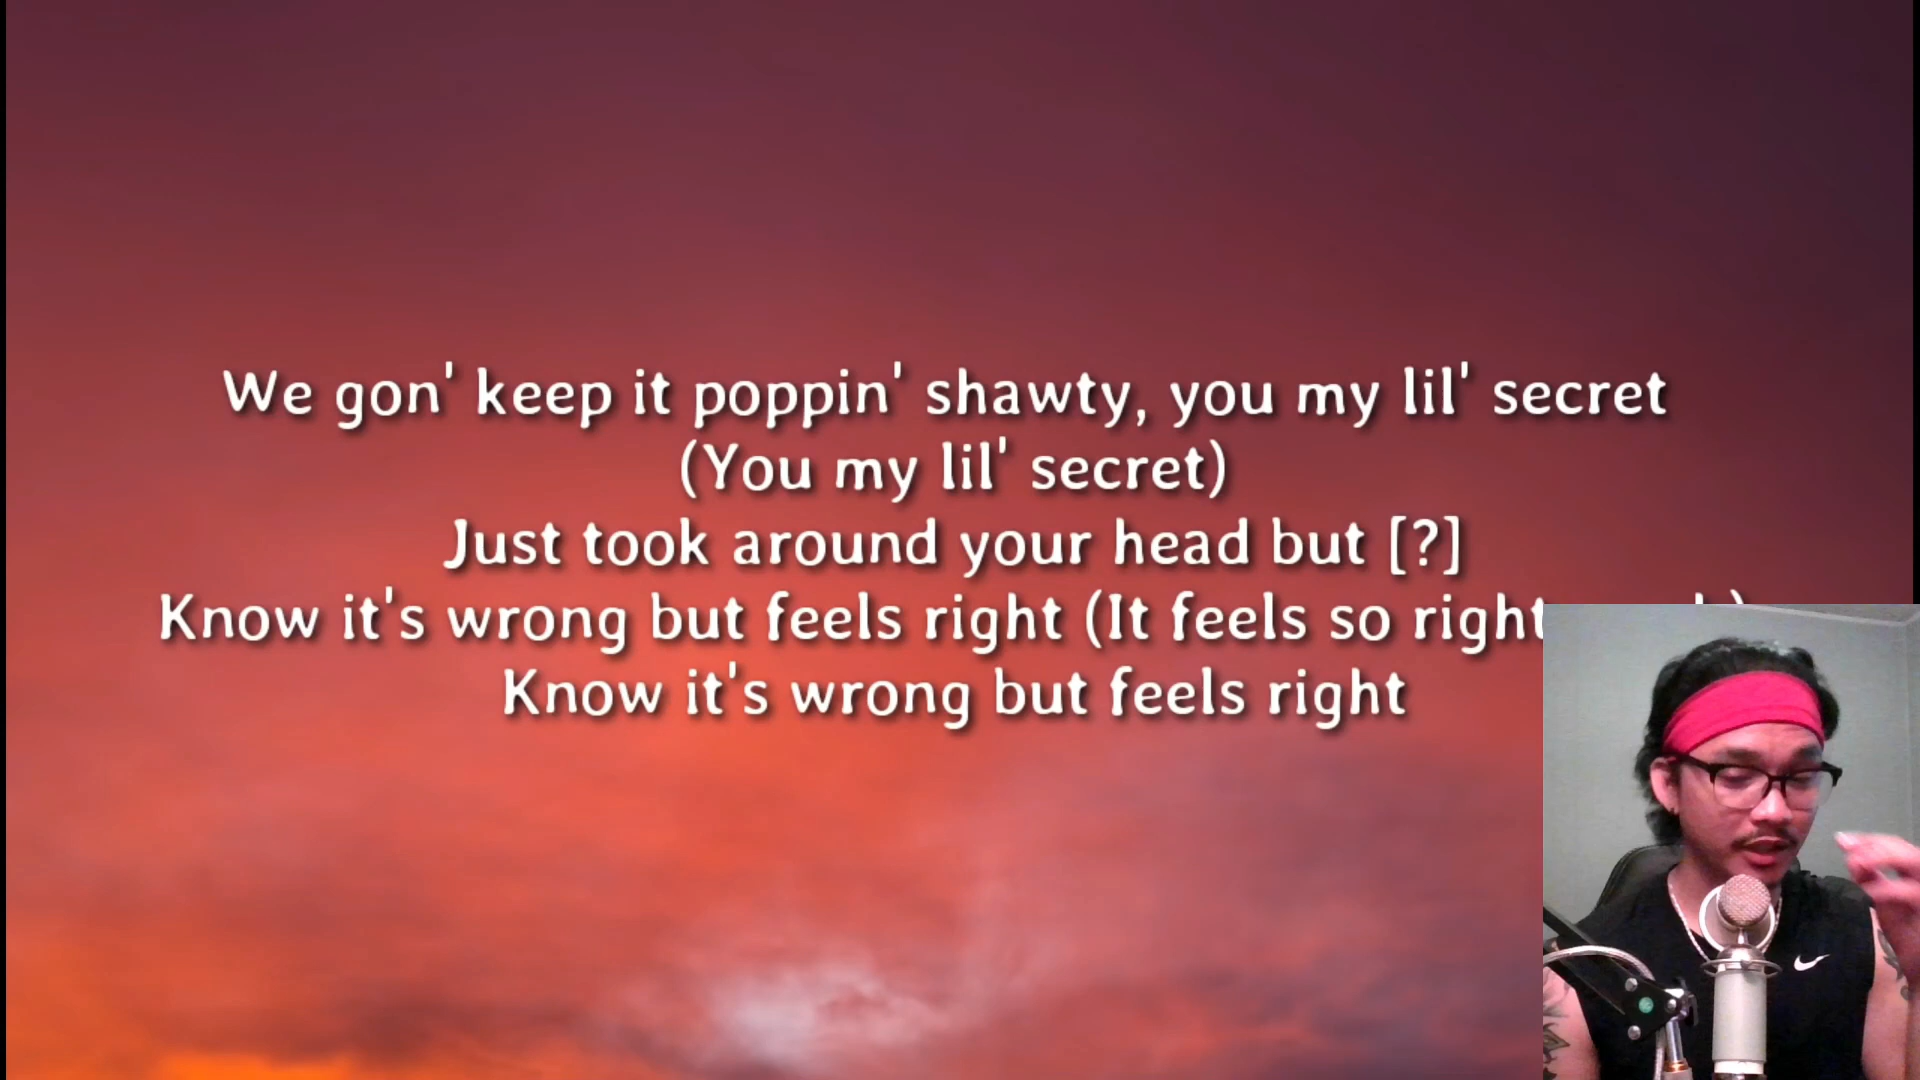 We gon' keep it poppin' shawty, you my lil' secret
(You my lil' secret)
Just took around your head but [?]
Know it's wrong but feels right (It feels so right
Know it's wrong but feels right